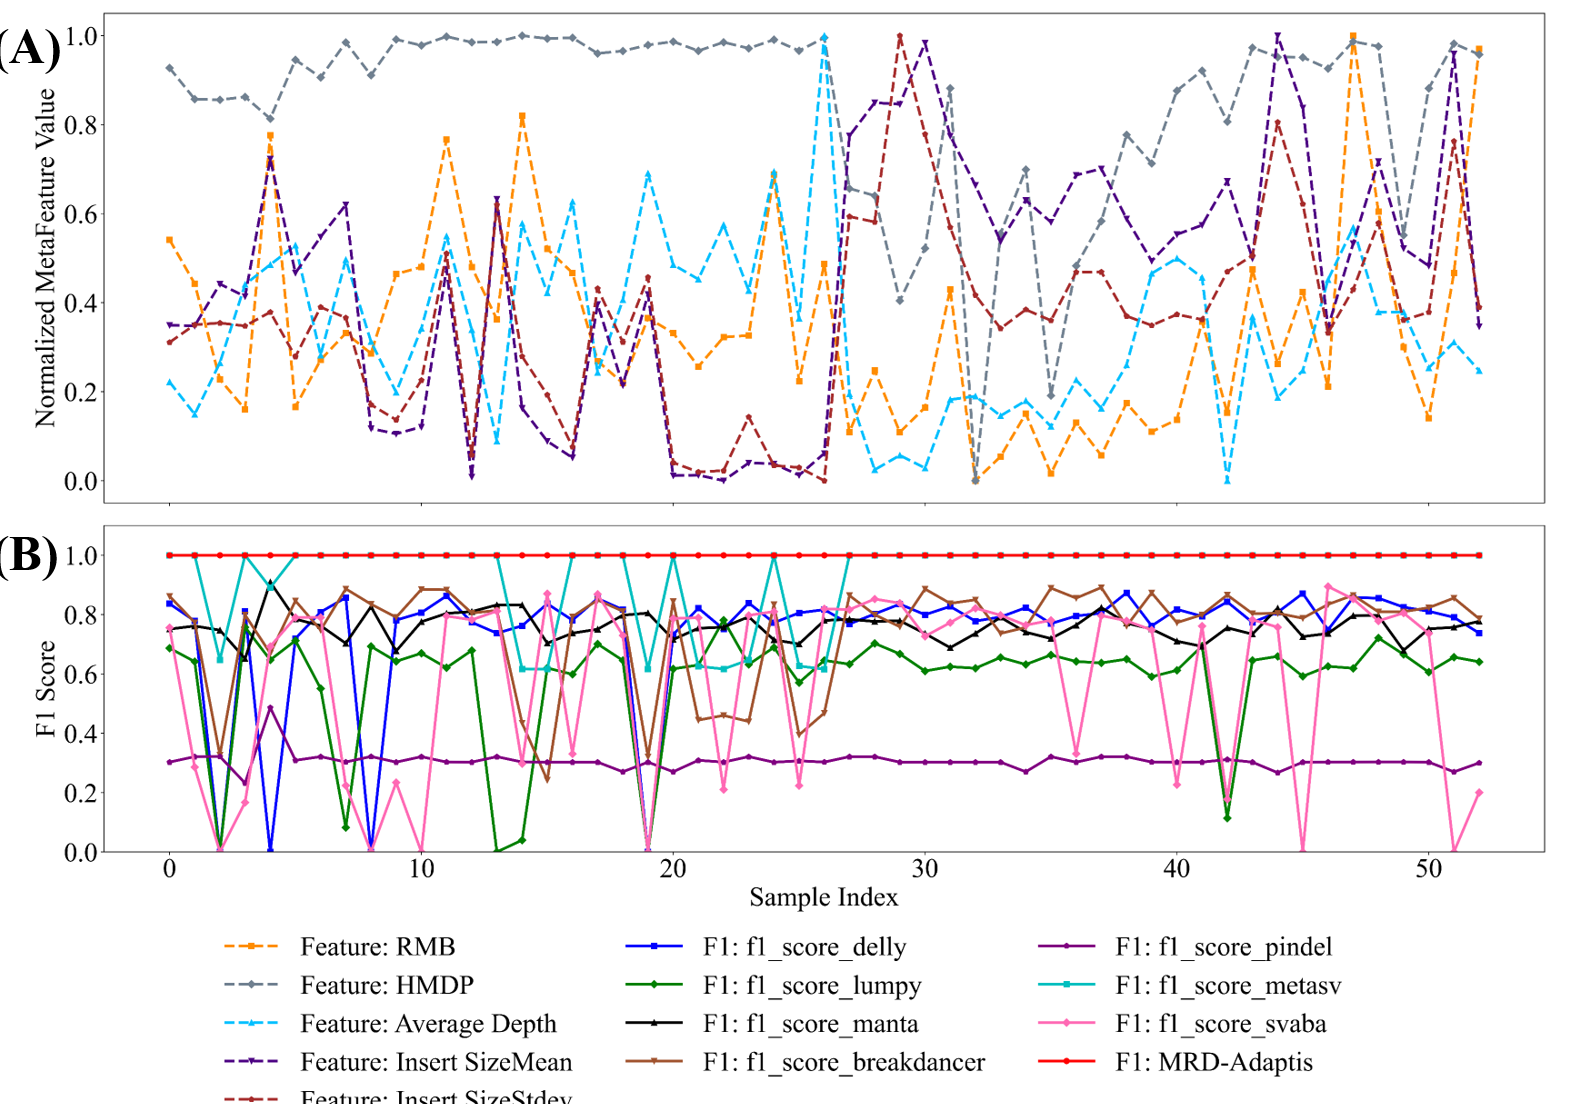 (A)
Normalized MetaFeature Value
1.0
0.8
0.6
0.4
0.2
0.0
(B)
F1 Score
1.0
0.8
0.6
0.4
0.2
0.0
0 10 20 30 40 50
Sample Index
Feature: RMB F1: f1_score_delly F1: f1_score_pindel
Feature: HMDP F1: f1_score_lumpy F1: f1_score_metasv
Feature: Average Depth F1: f1_score_manta F1: f1_score_svaba
Feature: Insert SizeMean F1: f1_score_breakdancer F1: MRD-Adaptis
Feature: Insert SizeStdev